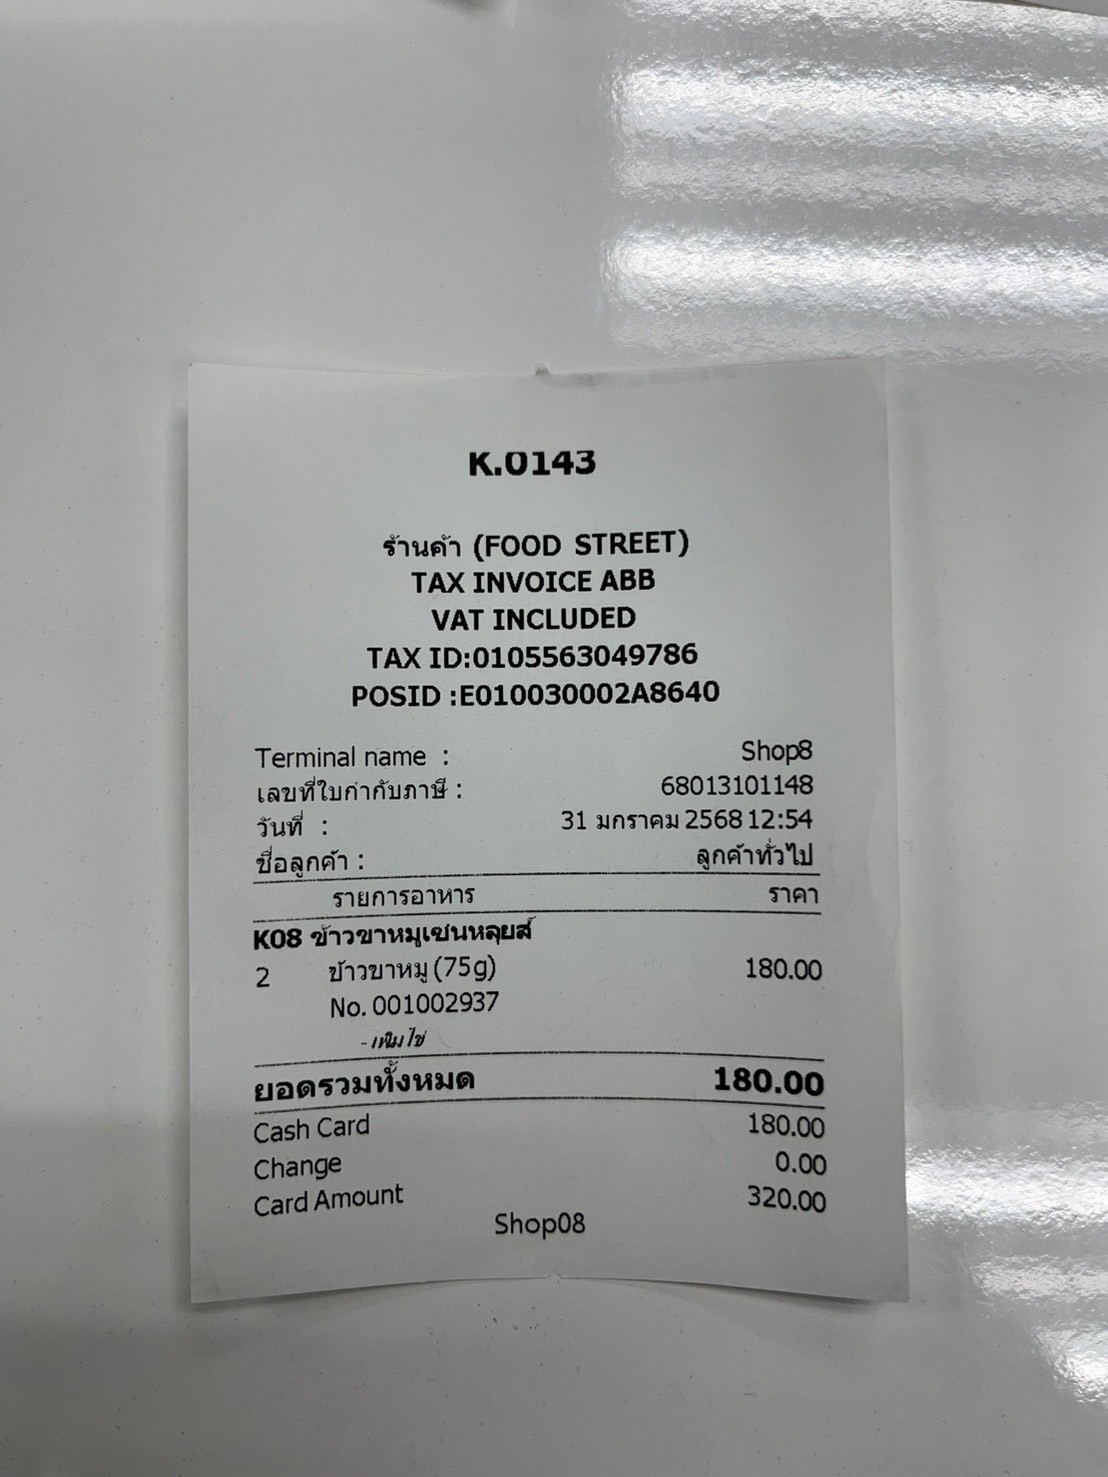 K.0143
ร้านค้า (FOOD STREET)
TAX INVOICE ABB
VAT INCLUDED
TAX ID:0105563049786
POSID :E010030002A8640
Terminal name : Shop8
เลขที่ใบกำกับภาษี : 68013101148
วันที่ : 31 มกราคม 2568 12:54
ชื่อลูกค้า : ลูกค้าทั่วไป
รายการอาหาร ราคา
K08 ข้าวขาหมูเซนหลุยส์
2 ข้าวขาหมู (75g) 180.00
No. 001002937
-เพิ่มไข่
ยอดรวมทั้งหมด 180.00
Cash Card 180.00
Change 0.00
Card Amount 320.00
Shop08